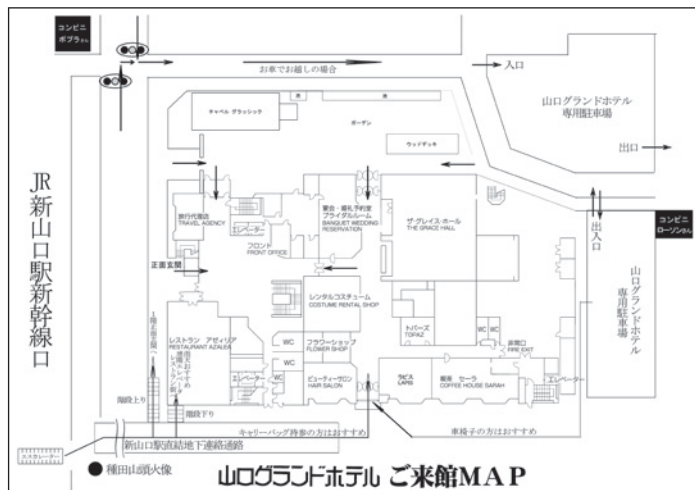 コンビニ
ポプラさん
お車でお越しの場合
入口
山口グランドホテル
専用駐車場
出口
チャペル グラッシック
池
池
ガーデン
ウッドデッキ
JR新山口駅新幹線口
旅行代理店
TRAVEL AGENCY
エレベーター
フロント
FRONT OFFICE
宴会・婚礼予約室
ブライダルルーム
BANQUET WEDDING
RESERVATION
ザ・グレイス・ホール
THE GRACE HALL
出入口
コンビニ
ローソンさん
正面玄関
山口グランドホテル
専用駐車場
レンタルコスチューム
COSTUME RENTAL SHOP
レストラン アゼィリア
RESTAURANT AZALEA
WC
WC
WC
エレベーター
フラワーショップ
FLOWER SHOP
ビューティーサロン
HAIR SALON
トパーズ
TOPAZ
WC
WC
非常口
FIRE EXIT
ラピス
LAPIS
喫茶 セーラ
COFFEE HOUSE SARAH
エレベーター
階段上り
階段下り
キャリーバッグ持参の方はおすすめ
車椅子の方はおすすめ
新山口駅直結地下連絡通路
エスカレーター
種田山頭火像
山口グランドホテル ご来館MAP